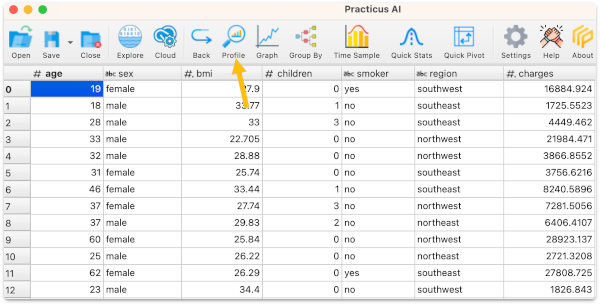 Practicus AI
Open Save Close Explore Cloud Back Profile Graph Group By Time Sample Quick Stats Quick Pivot Settings Help About
# age abc sex # bmi # children abc smoker abc region # charges
0 19 female 27.9 0 yes southwest 16884.924
1 18 male 33.77 1 no southeast 1725.5523
2 28 male 33 3 no southeast 4449.462
3 33 male 22.705 0 no northwest 21984.471
4 32 male 28.88 0 no northwest 3866.8552
5 31 female 25.74 0 no southeast 3756.6216
6 46 female 33.44 1 no southeast 8240.5896
7 37 female 27.74 3 no northwest 7281.5056
8 37 male 29.83 2 no northeast 6406.4107
9 60 female 25.84 0 no northwest 28923.137
10 25 male 26.22 0 no northeast 2721.3208
11 62 female 26.29 0 yes southeast 27808.725
12 23 male 34.4 0 no southwest 1826.843